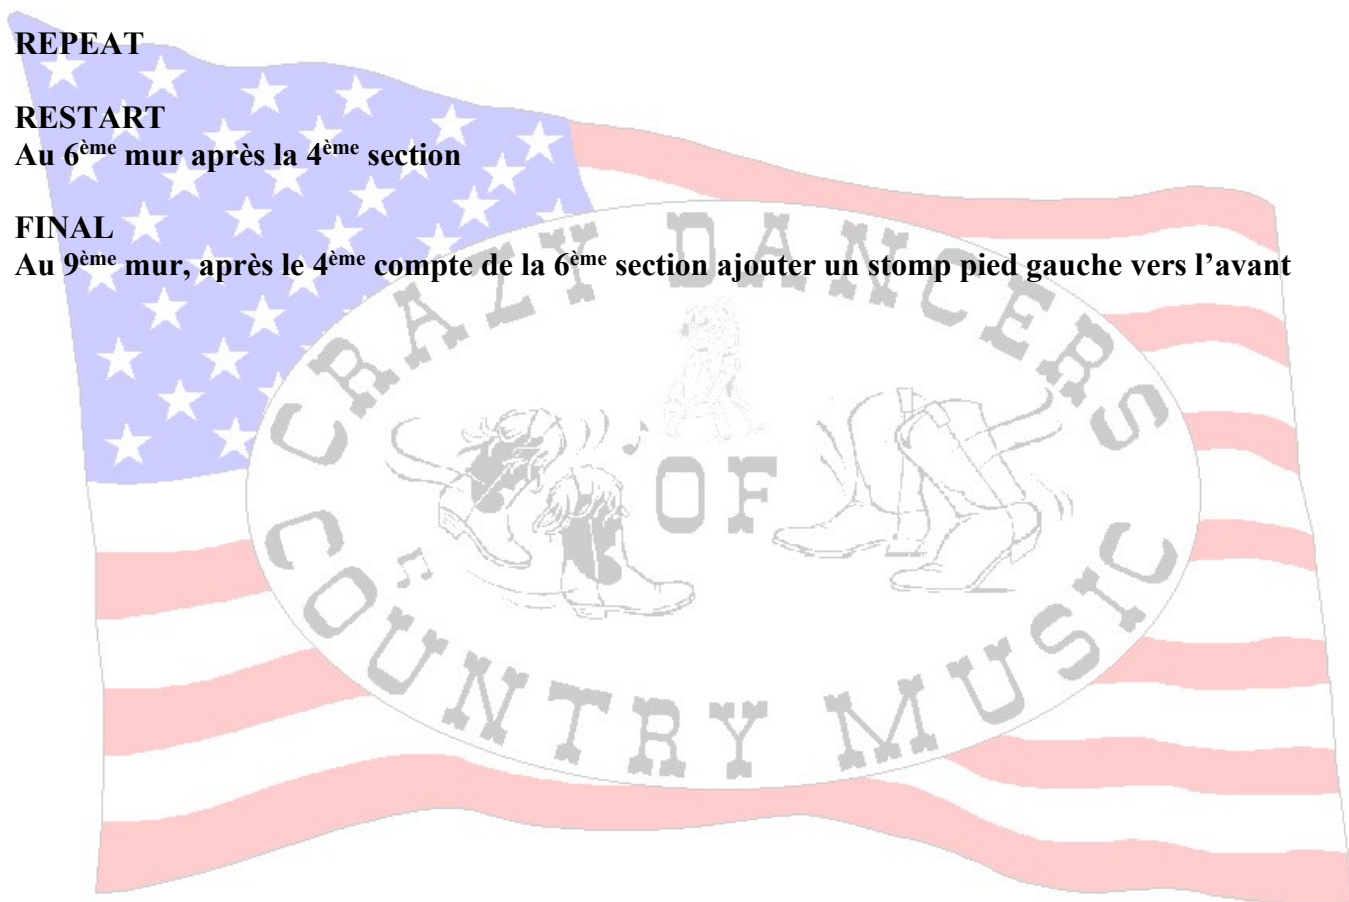 REPEAT
RESTART
Au 6ème mur après la 4ème section
FINAL
Au 9ème mur, après le 4ème compte de la 6ème section ajouter un stomp pied gauche vers l’avant
CRAZY DANCERS
OF
COUNTRY MUSIC